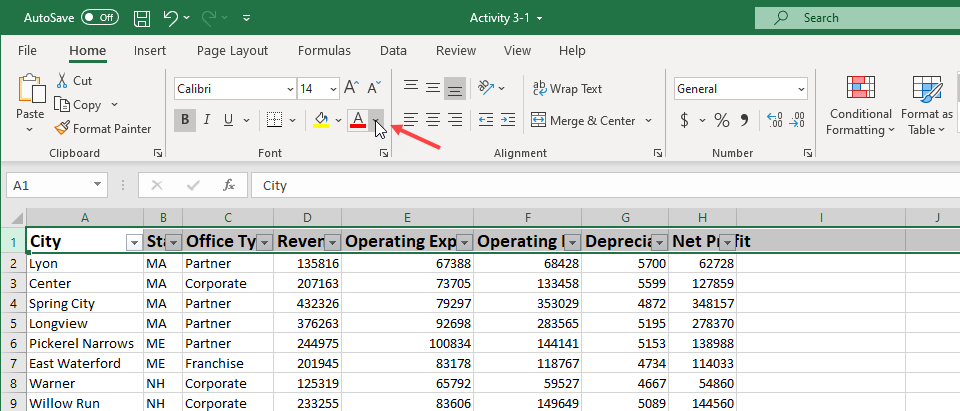 AutoSave Off Activity 3-1 Search
File Home Insert Page Layout Formulas Data Review View Help
Cut
Copy
Format Painter
Paste
Calibri 14
B I U A
Wrap Text
Merge & Center
General
$ % 9
Conditional Formatting
Format as Table
Clipboard Font Alignment Number
A1 fx City
A B C D E F G H I J
1 City Sta Office Ty Reven Operating Exp Operating Deprecia Net Profit
2 Lyon MA Partner 135816 67388 68428 5700 62728
3 Center MA Corporate 207163 73705 133458 5599 127859
4 Spring City MA Partner 432326 79297 353029 4872 348157
5 Longview MA Partner 376263 92698 283565 5195 278370
6 Pickerel Narrows ME Partner 244975 100834 144141 5153 138988
7 East Waterford ME Franchise 201945 83178 118767 4734 114033
8 Warner NH Corporate 125319 65792 59527 4667 54860
9 Willow Run NH Corporate 233255 83606 149649 5089 144560